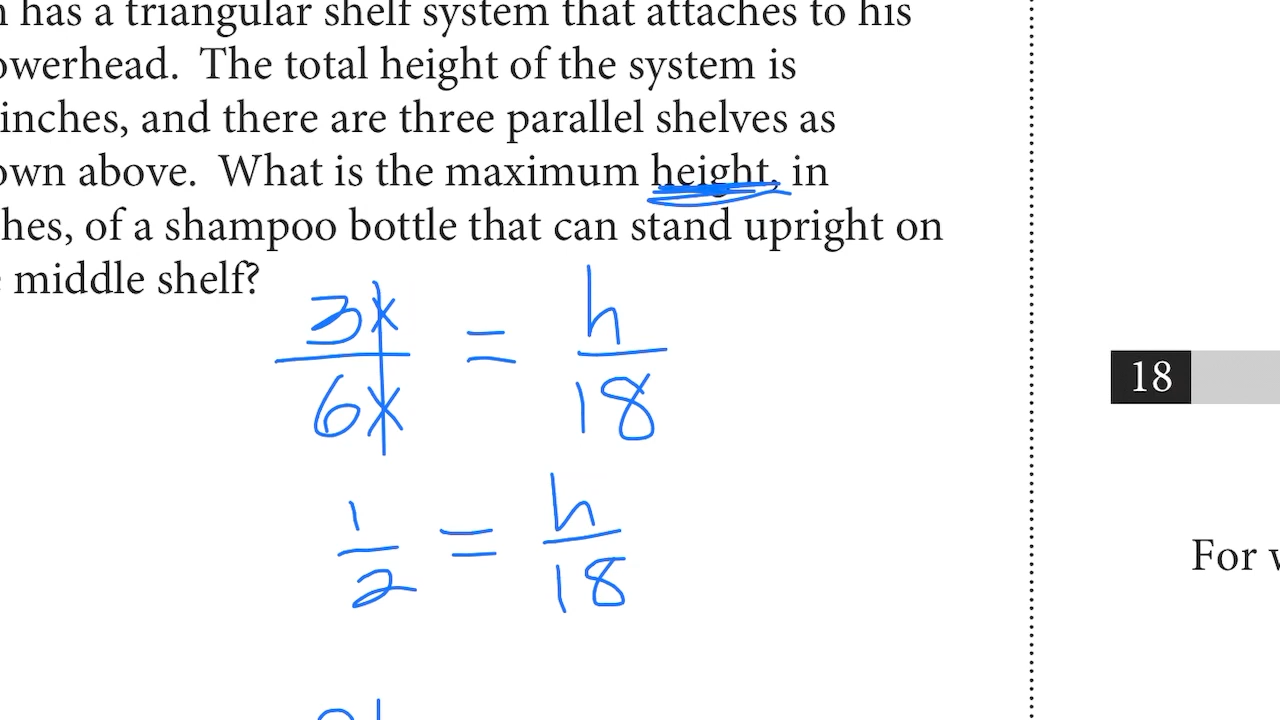 has a triangular shelf system that attaches to his
owerhead. The total height of the system is
inches, and there are three parallel shelves as
own above. What is the maximum height, in
hes, of a shampoo bottle that can stand upright on
middle shelf?
3x/6x = h/18
18
1/2 = h/18
For